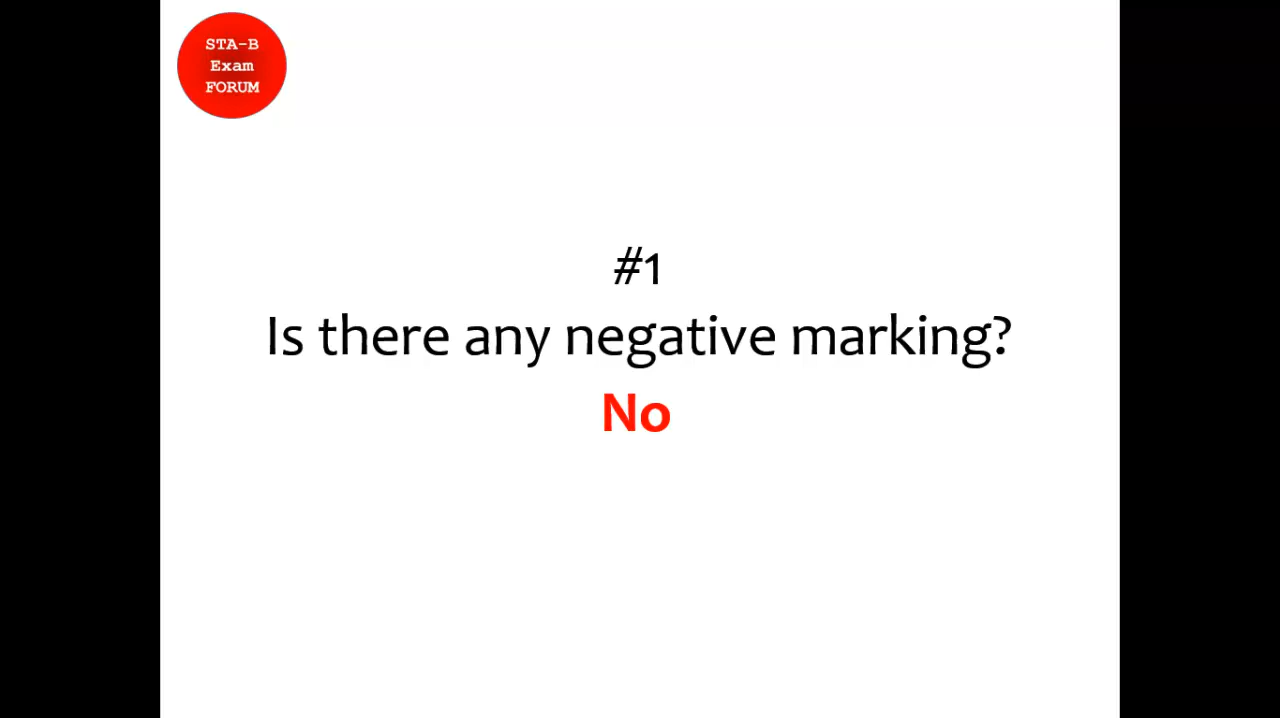 STA-B
Exam
FORUM
#1
Is there any negative marking?
No